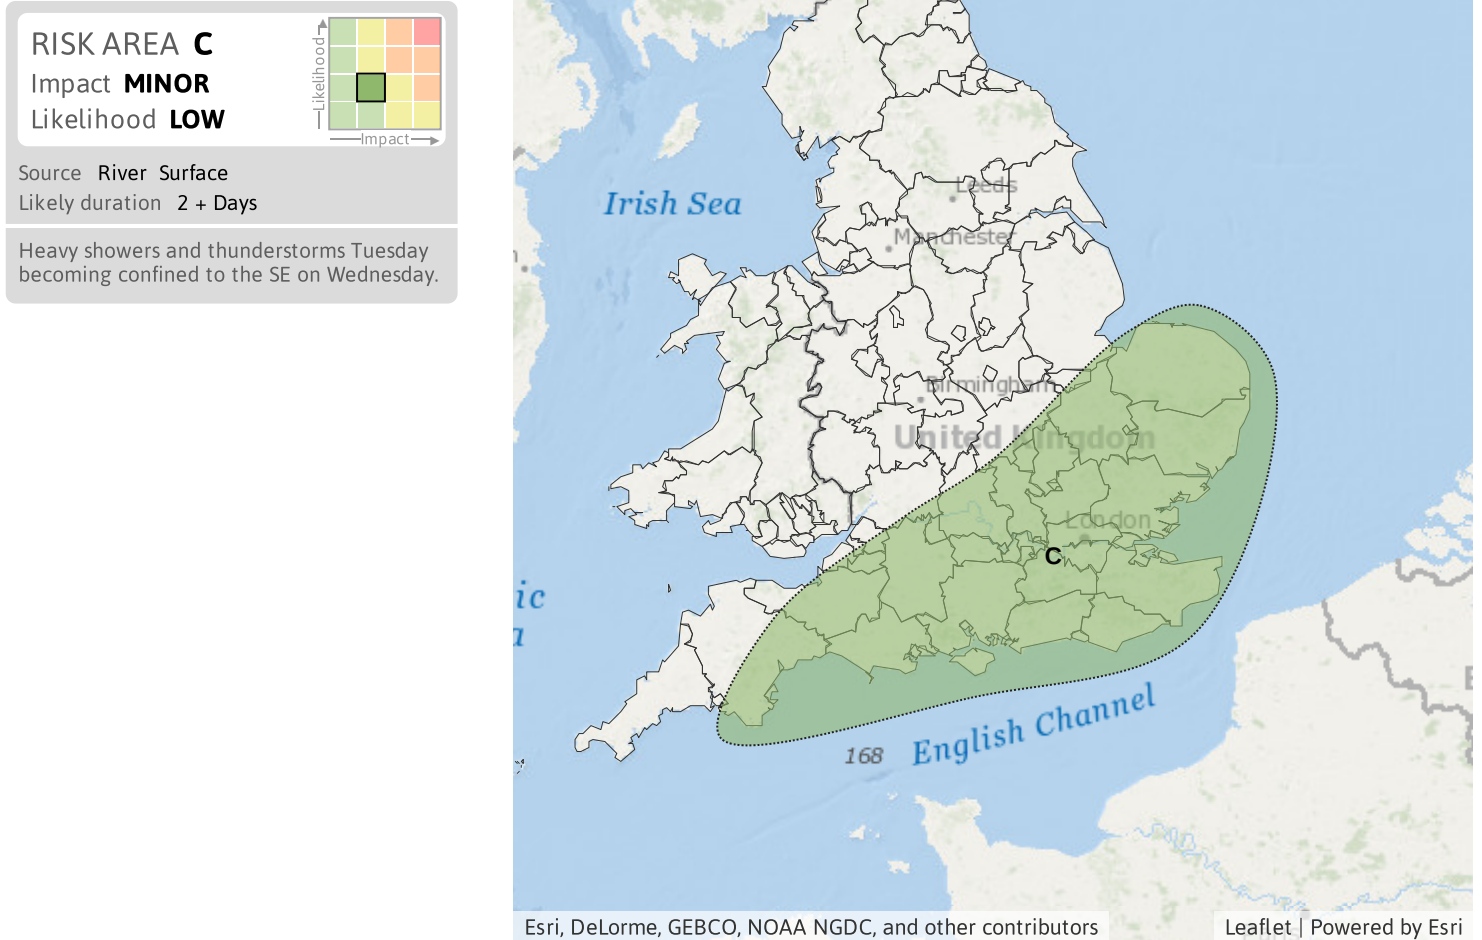 RISK AREA C
Impact MINOR
Likelihood LOW
Likelihood
Impact
Source River Surface
Likely duration 2 + Days
Heavy showers and thunderstorms Tuesday
becoming confined to the SE on Wednesday.
Irish Sea
Leeds
Manchester
Birmingham
United Kingdom
London
C
ic
a
English Channel
168
Esri, DeLorme, GEBCO, NOAA NGDC, and other contributors
Leaflet | Powered by Esri